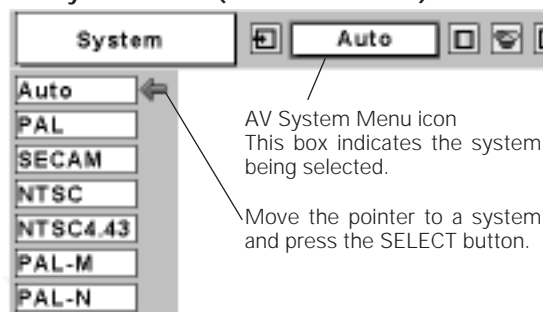 System Auto
Auto
PAL
SECAM
NTSC
NTSC4.43
PAL-M
PAL-N
AV System Menu icon
This box indicates the system
being selected.
Move the pointer to a system
and press the SELECT button.